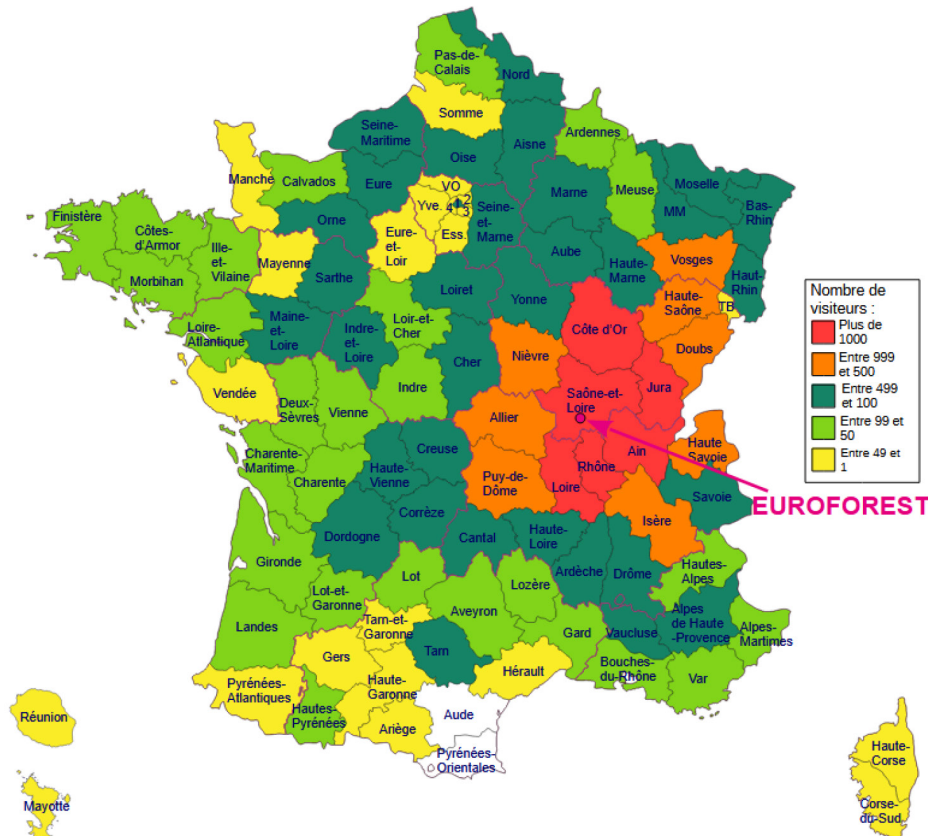 Pas-de-
Calais
Nord
Somme
Seine-
Maritime
Oise
Aisne
Ardennes
Manche
Calvados
Eure
VO
Yve.
2
4
3
Ess.
Seine-
et-
Marne
Marne
Meuse
Moselle
MM
Bas-
Rhin
Finistère
Côtes-
d'Armor
Morbihan
Ille-
et-
Vilaine
Orne
Mayenne
Sarthe
Eure-
et-
Loir
Aube
Haute-
Marne
Vosges
Haut-
Rhin
Loiret
Yonne
Haute-
Saône
TB
Loire-
Atlantique
Maine-
et-
Loire
Indre-
et-
Loire
Loir-et-
Cher
Cher
Nièvre
Côte d'Or
Doubs
Vendée
Deux-
Sèvres
Vienne
Indre
Allier
Saône-et-
Loire
Jura
Nombre de
visiteurs :
Plus de
1000
Entre 999
et 500
Entre 499
et 100
Entre 99 et
50
Entre 49 et
1
Charente-
Maritime
Charente
Haute-
Vienne
Creuse
Corrèze
Puy-de-
Dôme
Loire
Rhône
Ain
Haute
Savoie
Savoie
EUROFOREST
Isère
Gironde
Dordogne
Cantal
Haute-
Loire
Ardèche
Drôme
Hautes-
Alpes
Landes
Lot-et-
Garonne
Lot
Aveyron
Lozère
Gard
Vaucluse
Alpes
de Haute
-Provence
Alpes-
Martimes
Tarn-et-
Garonne
Gers
Tarn
Hérault
Bouches-
du-Rhône
Var
Pyrénées-
Atlantiques
Hautes-
Pyrénées
Haute-
Garonne
Ariège
Aude
Pyrénées-
Orientales
Réunion
Mayotte
Haute-
Corse
Corse-
du-Sud